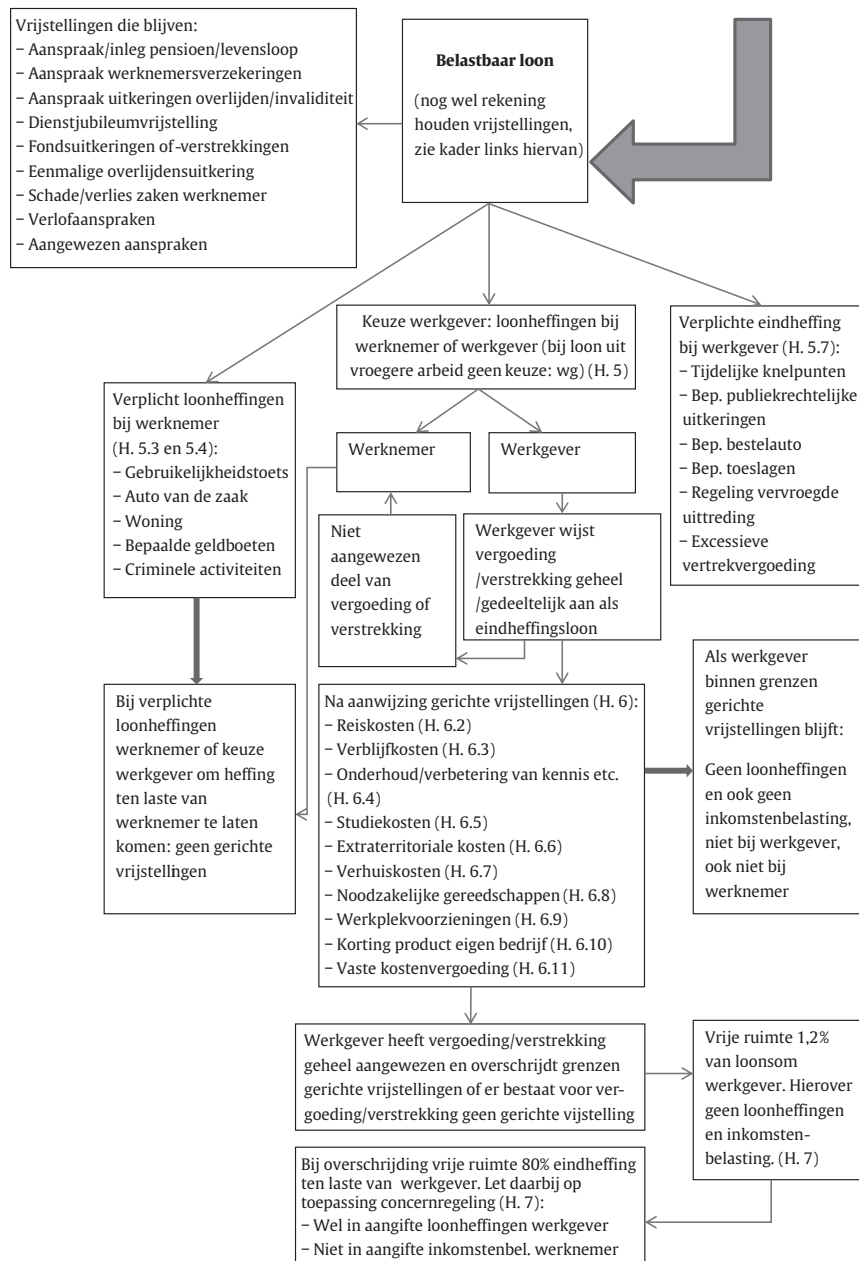 Vrijstellingen die blijven:
– Aanspraak/inleg pensioen/levensloop
– Aanspraak werknemersverzekeringen
– Aanspraak uitkeringen overlijden/invaliditeit
– Dienstjubileumvrijstelling
– Fondsuitkeringen of -verstrekkingen
– Eenmalige overlijdensuitkering
– Schade/verlies zaken werknemer
– Verlofaanspraken
– Aangewezen aanspraken
Belastbaar loon
(nog wel rekening
houden vrijstellingen,
zie kader links hiervan)
Verplicht loonheffingen
bij werknemer
(H. 5.3 en 5.4):
– Gebruikelijkheidstoets
– Auto van de zaak
– Woning
– Bepaalde geldboeten
– Criminele activiteiten
Keuze werkgever: loonheffingen bij
werknemer of werkgever (bij loon uit
vroegere arbeid geen keuze: wg) (H. 5)
Verplichte eindheffing
bij werkgever (H. 5.7):
– Tijdelijke knelpunten
– Bep. publiekrechtelijke
uitkeringen
– Bep. bestelauto
– Bep. toeslagen
– Regeling vervroegde
uittreding
– Excessieve
vertrekvergoeding
Werknemer
Werkgever
Niet
aangewezen
deel van
vergoeding of
verstrekking
Werkgever wijst
vergoeding
/verstrekking geheel
/gedeeltelijk aan als
eindheffingsloon
Bij verplichte
loonheffingen
werknemer of keuze
werkgever om heffing
ten laste van
werknemer te laten
komen: geen gerichte
vrijstellingen
Na aanwijzing gerichte vrijstellingen (H. 6):
– Reiskosten (H. 6.2)
– Verblijfkosten (H. 6.3)
– Onderhoud/verbetering van kennis etc.
(H. 6.4)
– Studiekosten (H. 6.5)
– Extraterritoriale kosten (H. 6.6)
– Verhuiskosten (H. 6.7)
– Noodzakelijke gereedschappen (H. 6.8)
– Werkplekvoorzieningen (H. 6.9)
– Korting product eigen bedrijf (H. 6.10)
– Vaste kostenvergoeding (H. 6.11)
Als werkgever
binnen grenzen
gerichte
vrijstellingen blijft:
Geen loonheffingen
en ook geen
inkomstenbelasting,
niet bij werkgever,
ook niet bij
werknemer
Werkgever heeft vergoeding/verstrekking
geheel aangewezen en overschrijdt grenzen
gerichte vrijstellingen of er bestaat voor ver-
goeding/verstrekking geen gerichte vijstelling
Vrije ruimte 1,2%
van loonsom
werkgever. Hierover
geen loonheffingen
en inkomsten-
belasting. (H. 7)
Bij overschrijding vrije ruimte 80% eindheffing
ten laste van werkgever. Let daarbij op
toepassing concernregeling (H. 7):
– Wel in aangifte loonheffingen werkgever
– Niet in aangifte inkomstenbel. werknemer